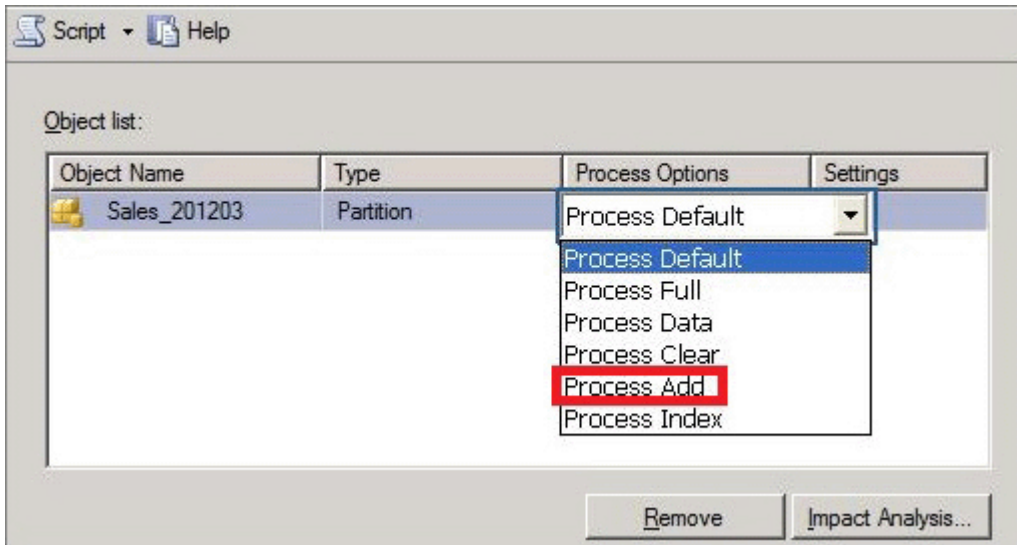 Script Help
Object list:
Object Name Type Process Options Settings
Sales_201203 Partition Process Default
Process Default
Process Full
Process Data
Process Clear
Process Add
Process Index
Remove Impact Analysis...